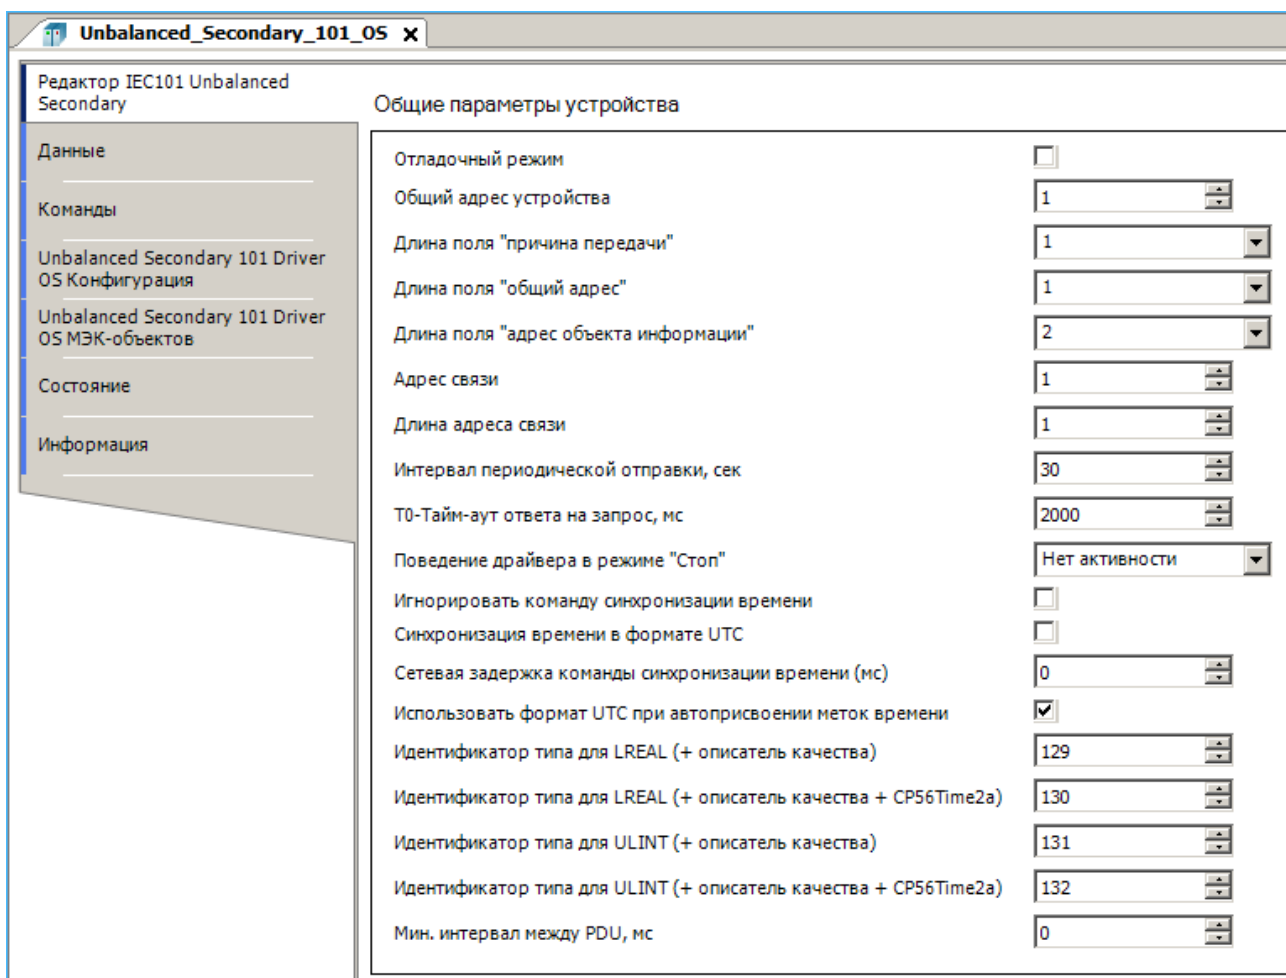 Unbalanced_Secondary_101_OS x
Редактор IEC101 Unbalanced
Secondary
Данные
Команды
Unbalanced Secondary 101 Driver
OS Конфигурация
Unbalanced Secondary 101 Driver
OS МЭК-объектов
Состояние
Информация
Общие параметры устройства
Отладочный режим
Общий адрес устройства 1
Длина поля "причина передачи" 1
Длина поля "общий адрес" 1
Длина поля "адрес объекта информации" 2
Адрес связи 1
Длина адреса связи 1
Интервал периодической отправки, сек 30
T0-Тайм-аут ответа на запрос, мс 2000
Поведение драйвера в режиме "Стоп" Нет активности
Игнорировать команду синхронизации времени
Синхронизация времени в формате UTC
Сетевая задержка команды синхронизации времени (мс) 0
Использовать формат UTC при автоприсвоении меток времени
Идентификатор типа для LREAL (+ описатель качества) 129
Идентификатор типа для LREAL (+ описатель качества + CP56Time2a) 130
Идентификатор типа для ULINT (+ описатель качества) 131
Идентификатор типа для ULINT (+ описатель качества + CP56Time2a) 132
Мин. интервал между PDU, мс 0